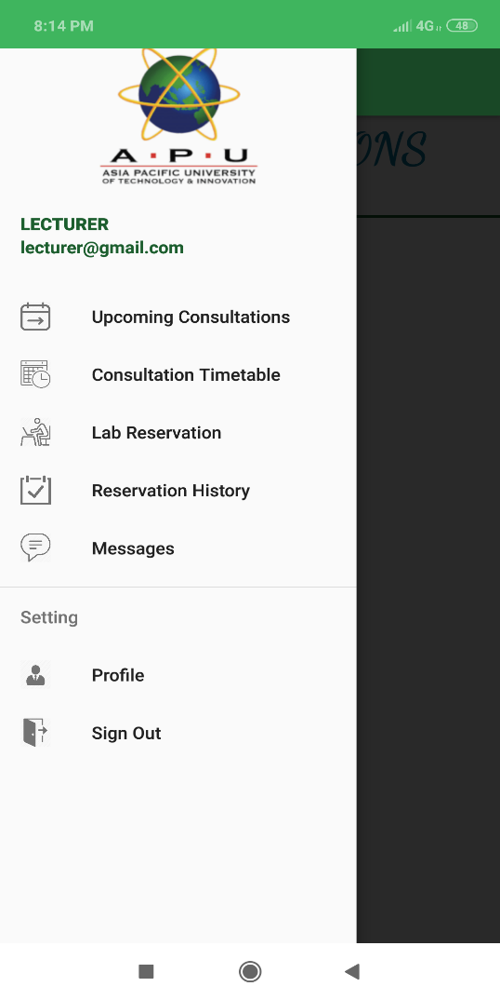 8:14 PM
4G
48
A·P·U
ASIA PACIFIC UNIVERSITY
OF TECHNOLOGY & INNOVATION
ONS
LECTURER
lecturer@gmail.com
Upcoming Consultations
Consultation Timetable
Lab Reservation
Reservation History
Messages
Setting
Profile
Sign Out